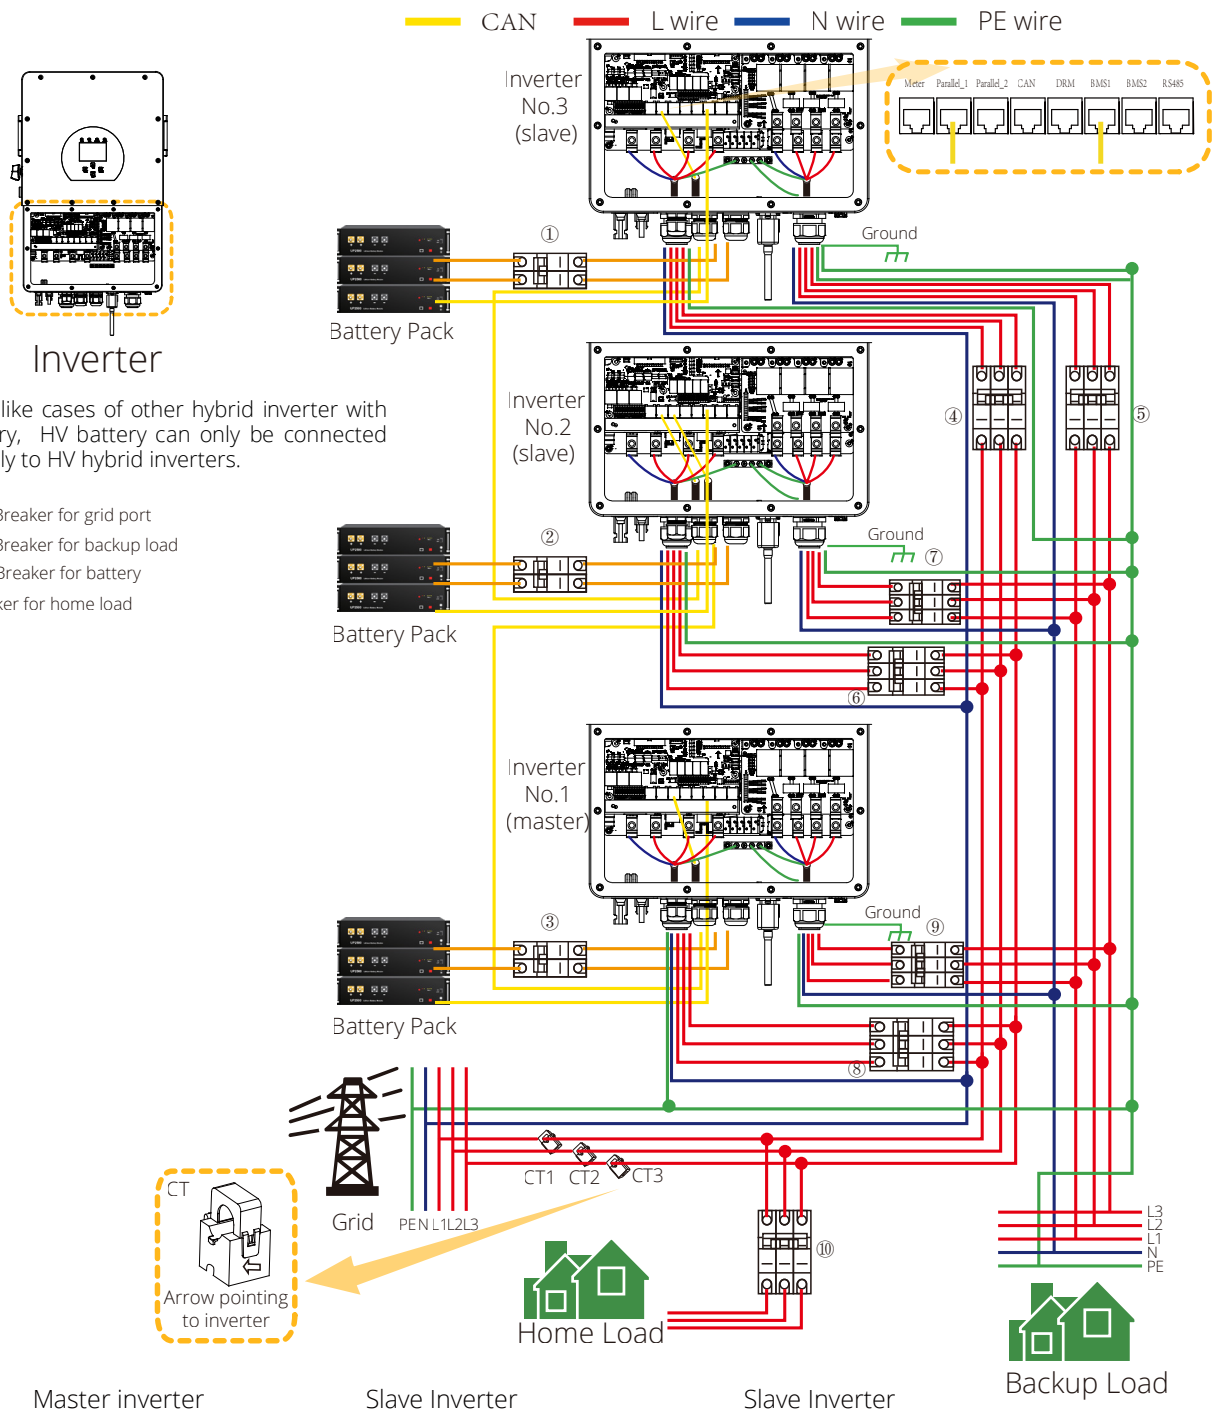 CAN L wire N wire PE wire
Inverter
No.3
(slave)
Meter Parallel_1 Parallel_2 CAN DRM BMS1 BMS2 RS485
①
Ground
Battery Pack
Inverter
like cases of other hybrid inverter with
ry, HV battery can only be connected
ly to HV hybrid inverters.
Breaker for grid port
Breaker for backup load
Breaker for battery
ker for home load
Inverter
No.2
(slave)
④
⑤
②
Ground
⑦
Battery Pack
⑥
Inverter
No.1
(master)
③
Ground
⑨
Battery Pack
⑧
CT1 CT2 CT3
CT
Grid
PE N L1 L2 L3
Arrow pointing
to inverter
⑩
Home Load
L3
L2
L1
N
PE
Backup Load
Master inverter Slave Inverter Slave Inverter